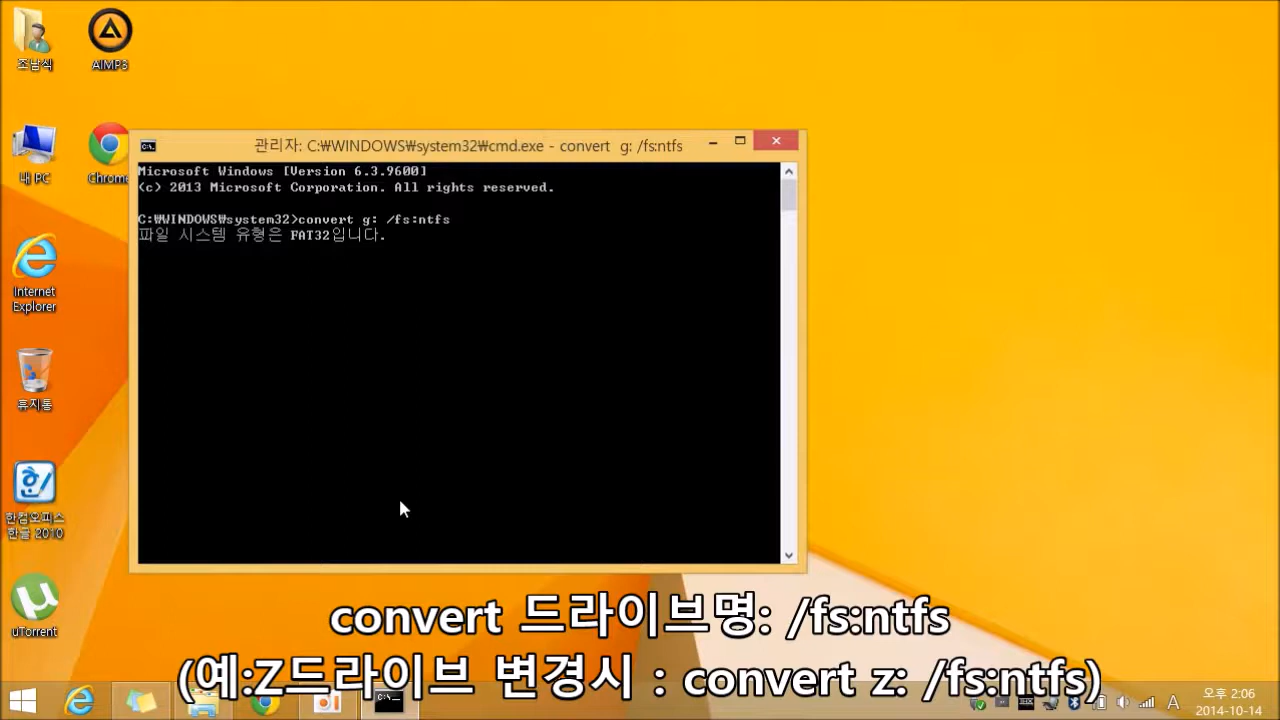 조남식
AIMP3
내 PC
Chrome
Internet
Explorer
휴지통
한컴오피스
한글 2010
uTorrent
관리자: C:₩WINDOWS₩system32₩cmd.exe - convert g: /fs:ntfs
Microsoft Windows [Version 6.3.9600]
(c) 2013 Microsoft Corporation. All rights reserved.
C:₩WINDOWS₩system32>convert g: /fs:ntfs
파일 시스템 유형은 FAT32입니다.
convert 드라이브명: /fs:ntfs
(예:Z드라이브 변경시 : convert z: /fs:ntfs)
A
오후 2:06
2014-10-14